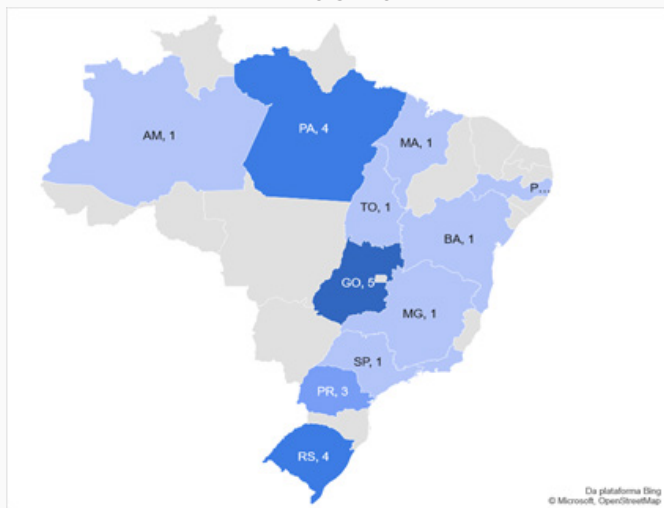 AM, 1
PA, 4
MA, 1
P...
TO, 1
BA, 1
GO, 5
MG, 1
SP, 1
PR, 3
RS, 4
Da plataforma Bing
© Microsoft, OpenStreetMap